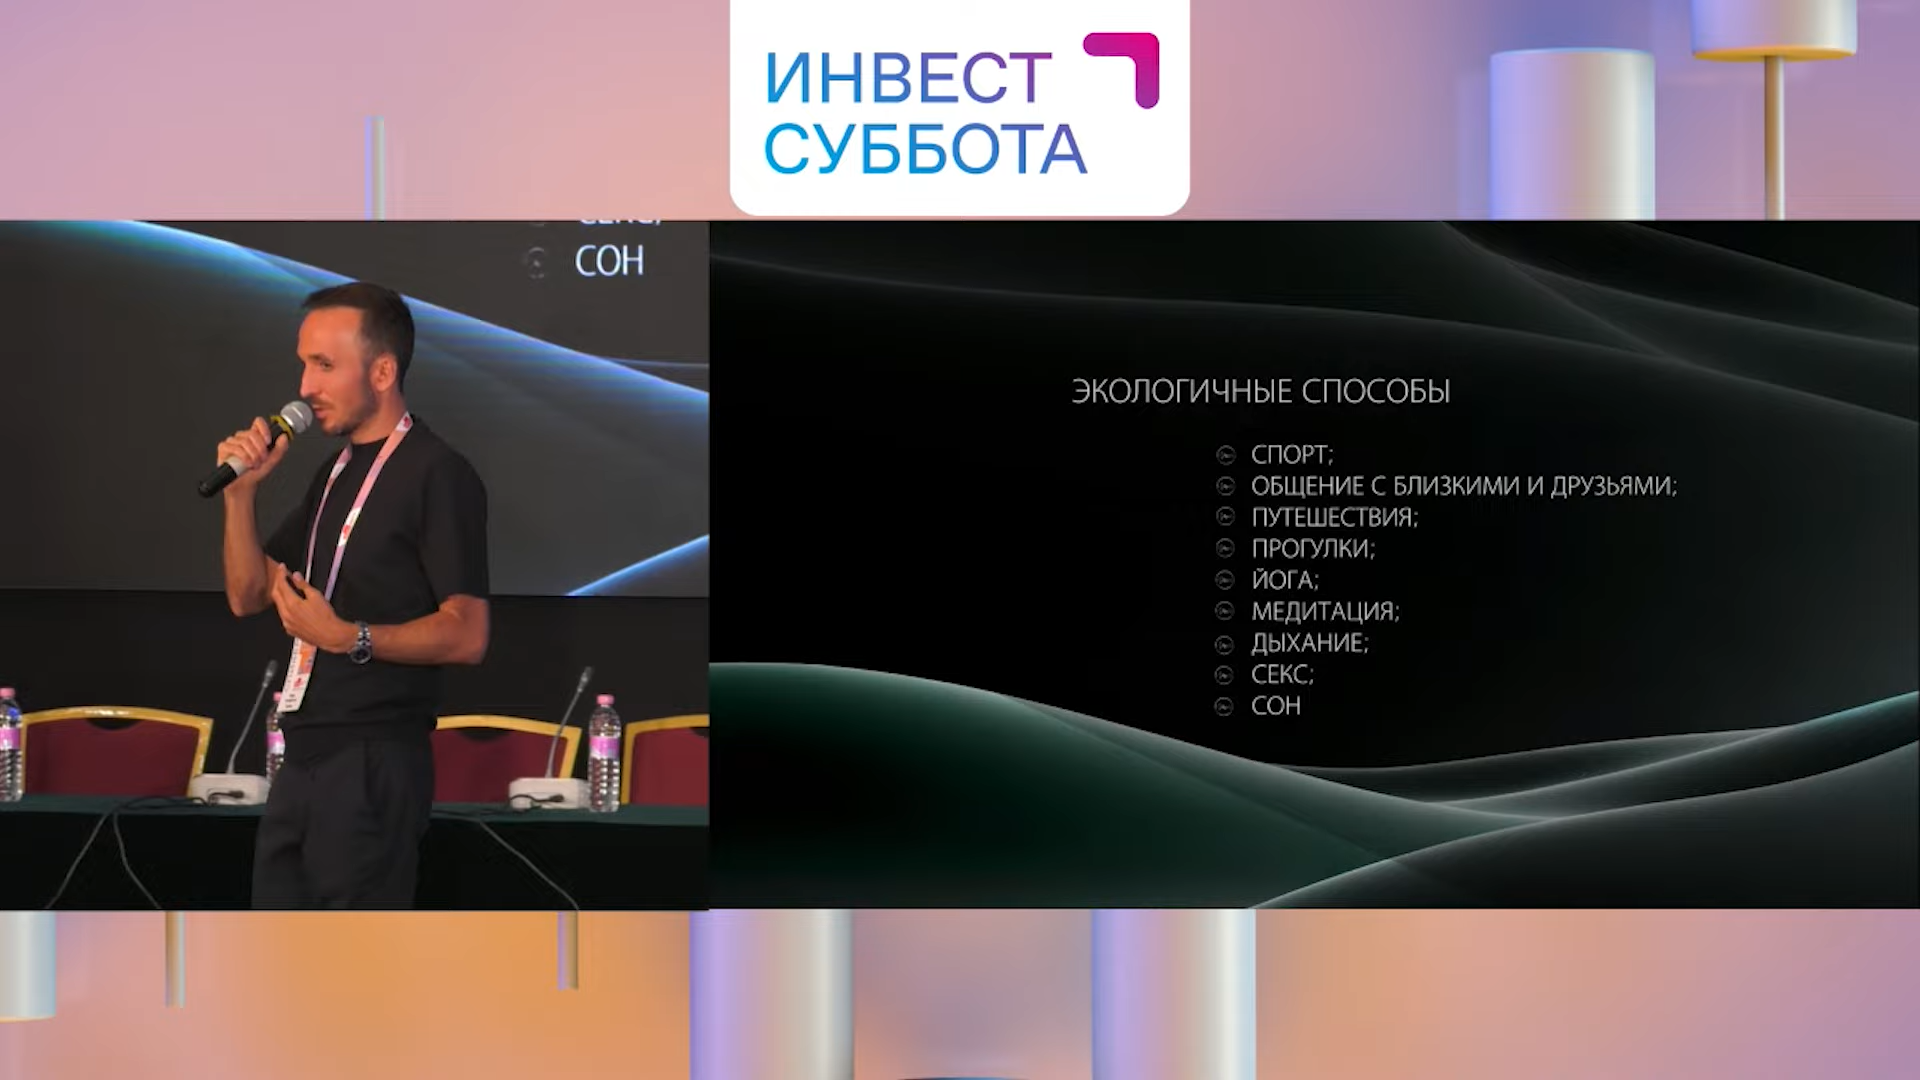 ИНВЕСТ
СУББОТА
СОН
ЭКОЛОГИЧНЫЕ СПОСОБЫ
СПОРТ;
ОБЩЕНИЕ С БЛИЗКИМИ И ДРУЗЬЯМИ;
ПУТЕШЕСТВИЯ;
ПРОГУЛКИ;
ЙОГА;
МЕДИТАЦИЯ;
ДЫХАНИЕ;
СЕКС;
СОН